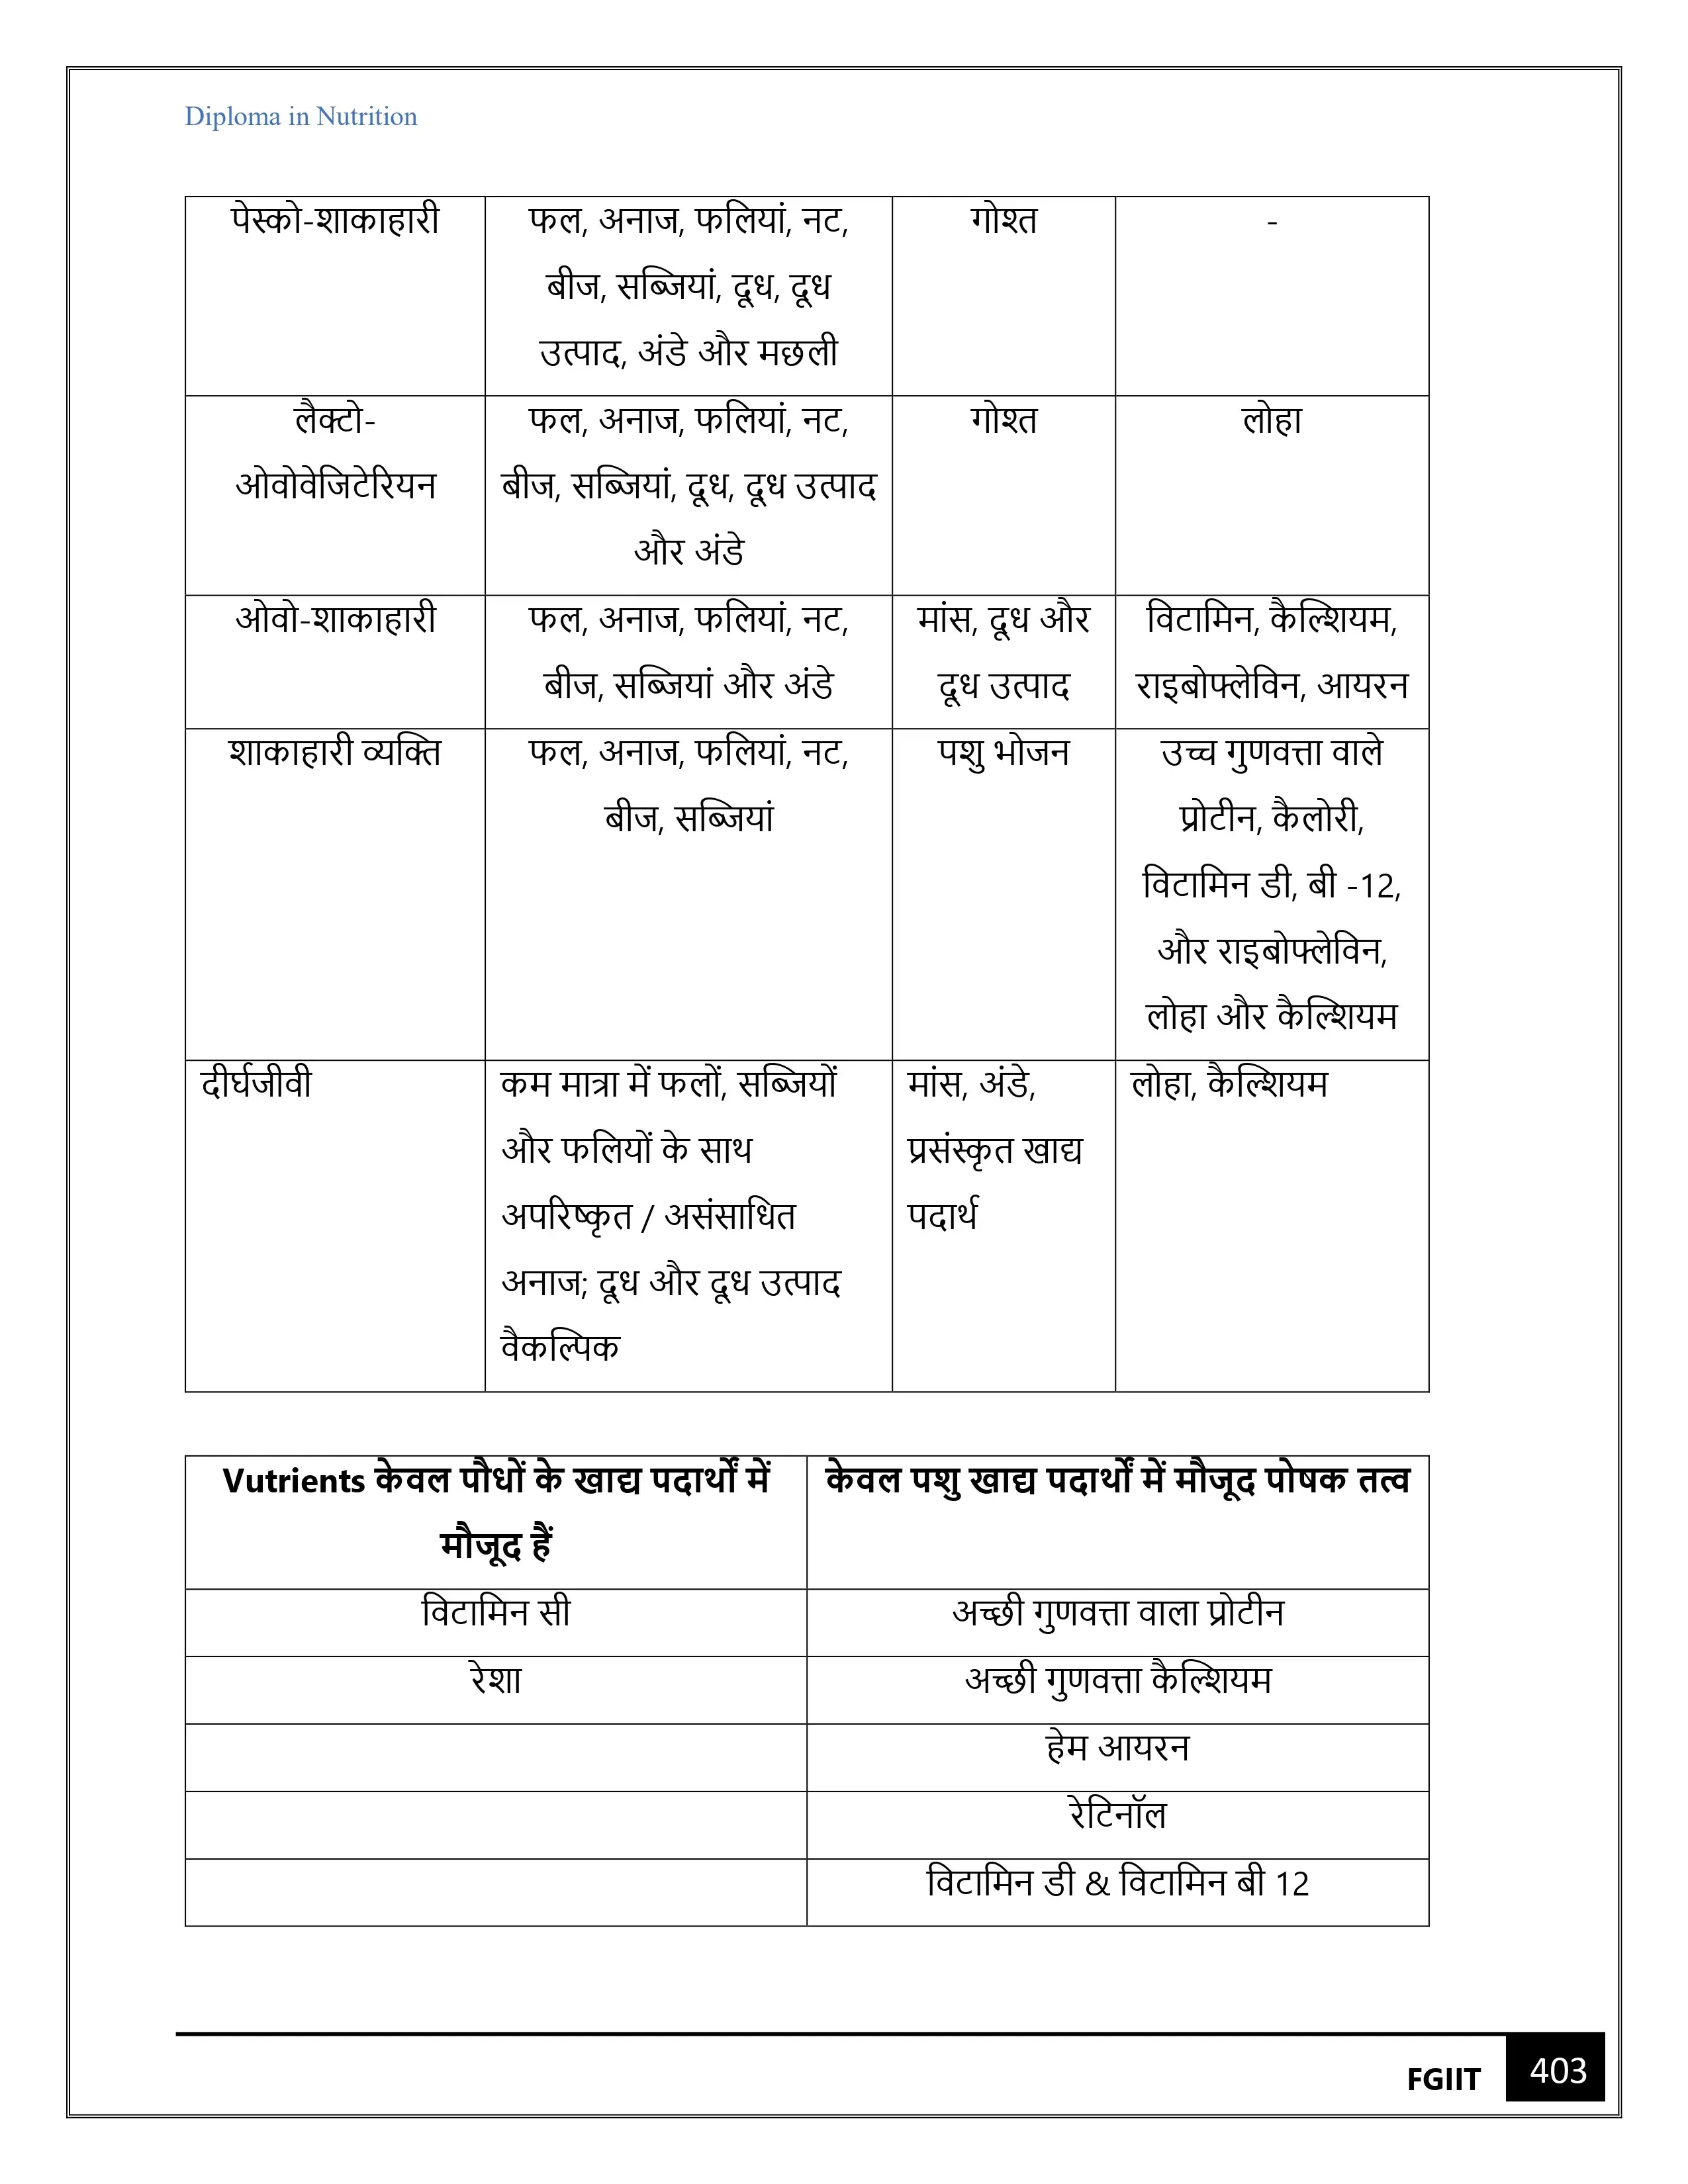 Diploma in Nutrition
पेस्को-शाकाहारी
फल, अनाज, फलियां, नट,
बीज, सब्जियां, दूध, दूध
उत्पाद, अंडे और मछली
गोश्त
-
लैक्टो-
ओवोवेजिटेरियन
फल, अनाज, फलियां, नट,
बीज, सब्जियां, दूध, दूध उत्पाद
और अंडे
गोश्त
लोहा
ओवो-शाकाहारी
फल, अनाज, फलियां, नट,
बीज, सब्जियां और अंडे
मांस, दूध और
दूध उत्पाद
विटामिन, कैल्शियम,
राइबोफ्लेविन, आयरन
शाकाहारी व्यक्ति
फल, अनाज, फलियां, नट,
बीज, सब्जियां
पशु भोजन
उच्च गुणवत्ता वाले
प्रोटीन, कैलोरी,
विटामिन डी, बी -12,
और राइबोफ्लेविन,
लोहा और कैल्शियम
दीर्घजीवी
कम मात्रा में फलों, सब्जियों
और फलियों के साथ
अपरिष्कृत / असंसाधित
अनाज; दूध और दूध उत्पाद
वैकल्पिक
मांस, अंडे,
प्रसंस्कृत खाद्य
पदार्थ
लोहा, कैल्शियम
Vutrients केवल पौधों के खाद्य पदार्थों में
मौजूद हैं
केवल पशु खाद्य पदार्थों में मौजूद पोषक तत्व
विटामिन सी
अच्छी गुणवत्ता वाला प्रोटीन
रेशा
अच्छी गुणवत्ता कैल्शियम
हेम आयरन
रेटिनॉल
विटामिन डी & विटामिन बी 12
FGIIT
403